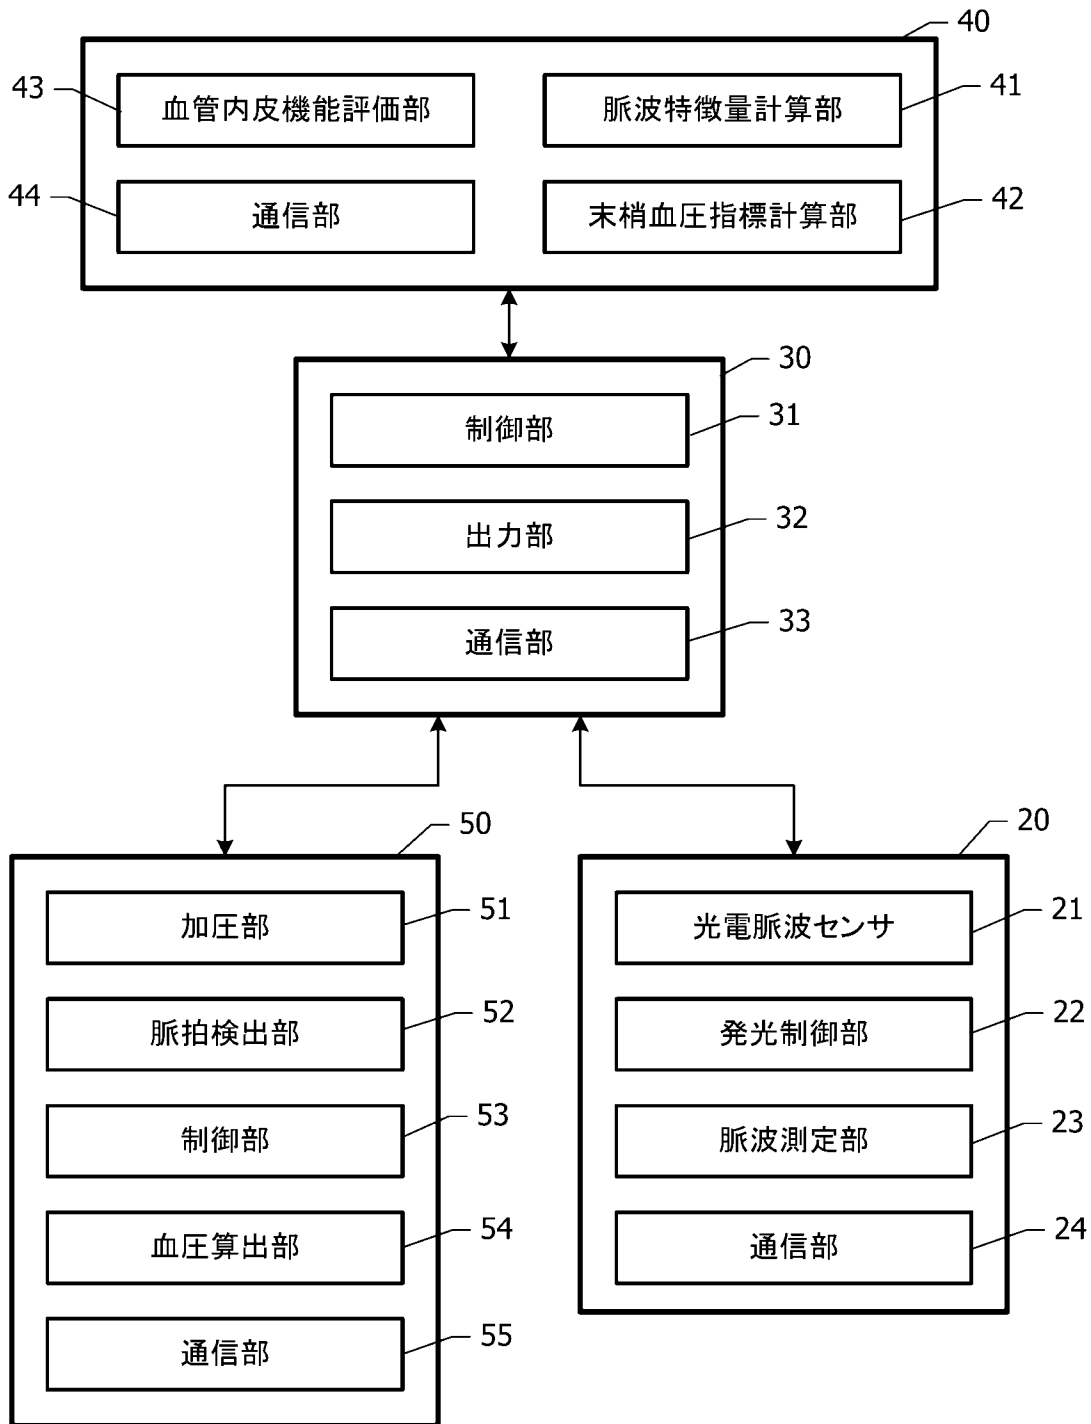 40
43
血管内皮機能評価部
脈波特徴量計算部
41
44
通信部
末梢血圧指標計算部
42
30
制御部
31
出力部
32
通信部
33
50
加圧部
51
脈拍検出部
52
制御部
53
血圧算出部
54
通信部
55
20
光電脈波センサ
21
発光制御部
22
脈波測定部
23
通信部
24